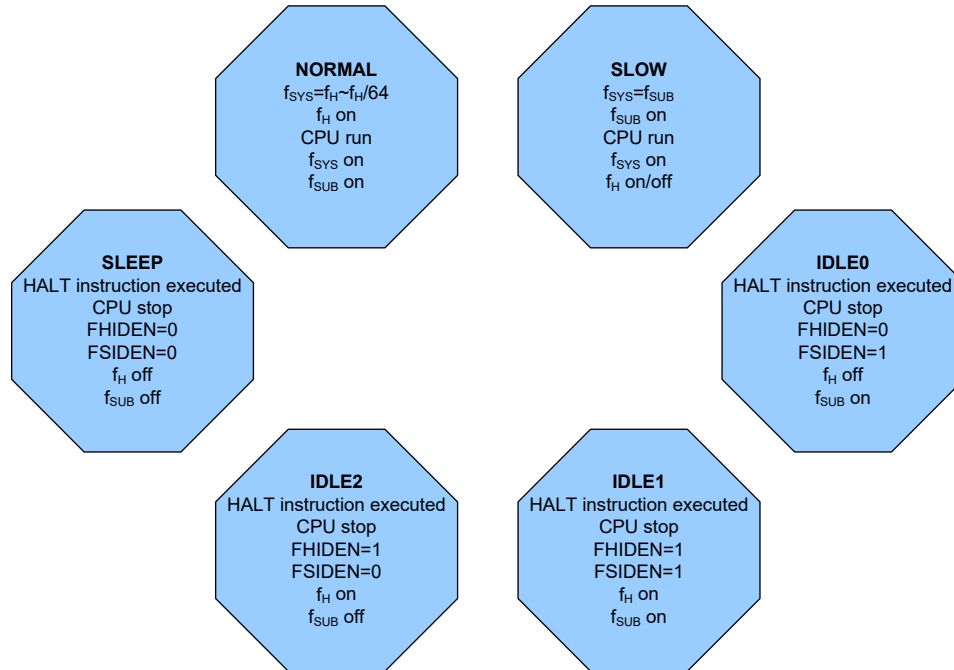 NORMAL
fSYS=fH~fH/64
fH on
CPU run
fSYS on
fSUB on
SLOW
fSYS=fSUB
fSUB on
CPU run
fSYS on
fH on/off
SLEEP
HALT instruction executed
CPU stop
FHIDEN=0
FSIDEN=0
fH off
fSUB off
IDLE0
HALT instruction executed
CPU stop
FHIDEN=0
FSIDEN=1
fH off
fSUB on
IDLE2
HALT instruction executed
CPU stop
FHIDEN=1
FSIDEN=0
fH on
fSUB off
IDLE1
HALT instruction executed
CPU stop
FHIDEN=1
FSIDEN=1
fH on
fSUB on